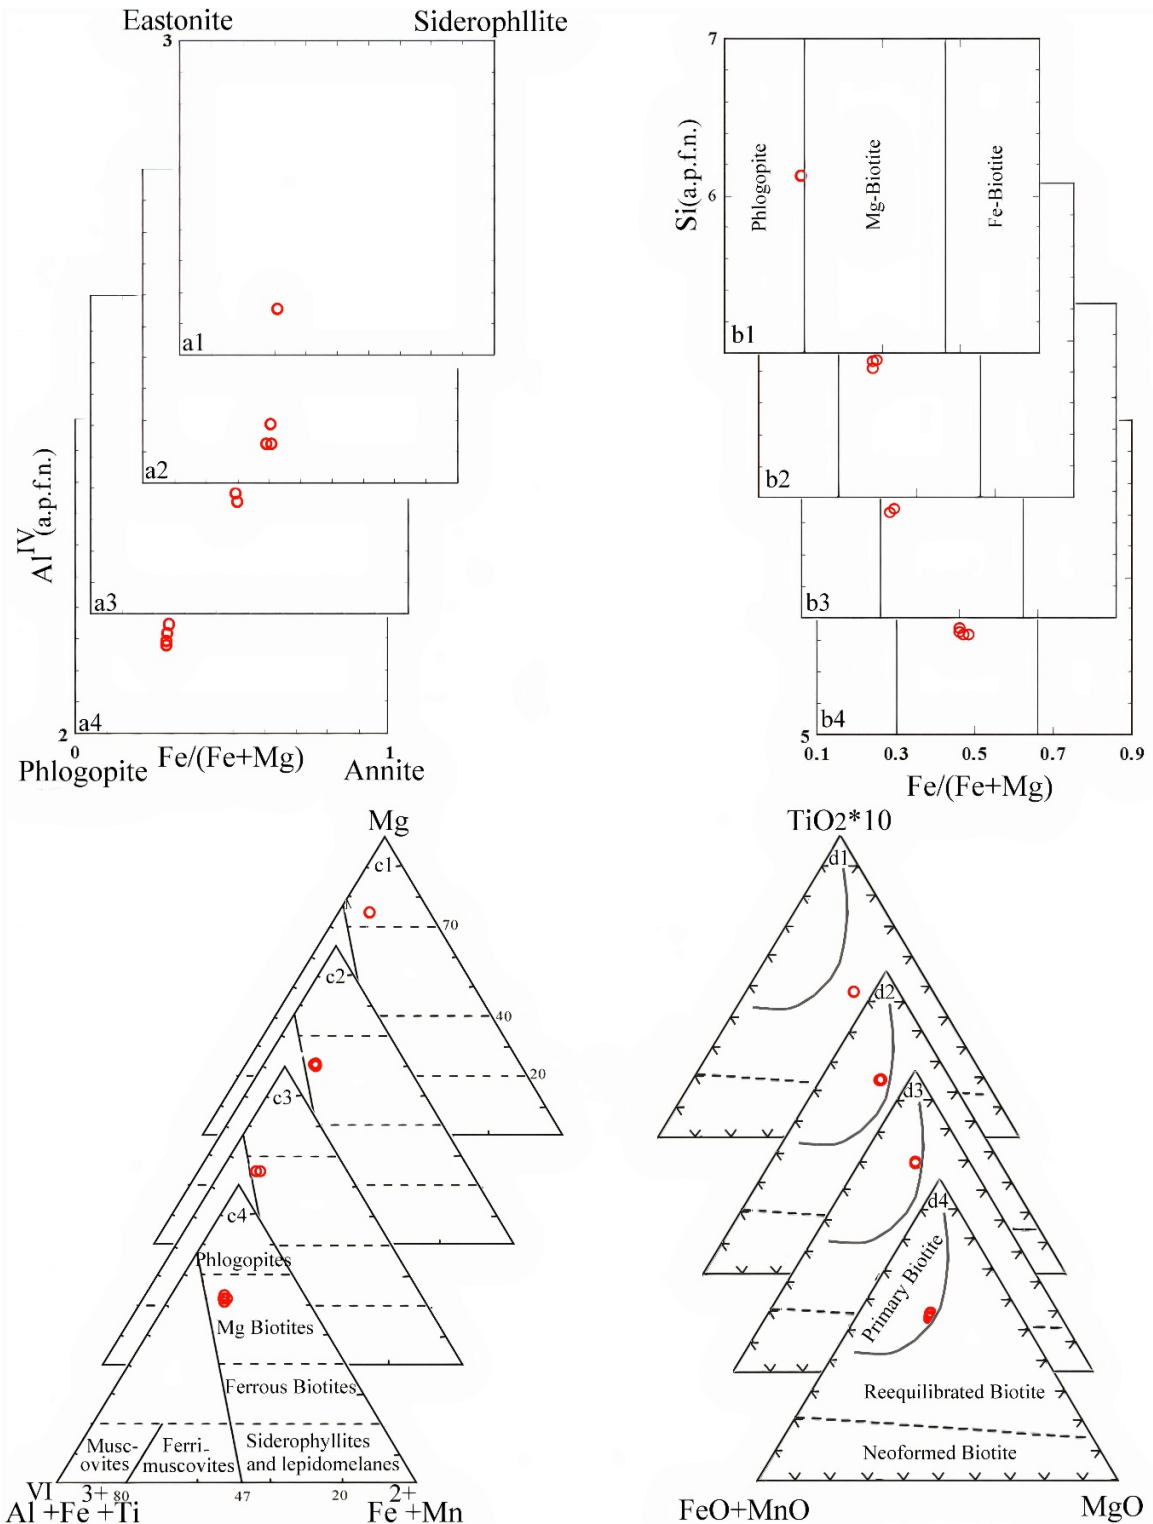 Eastonite Siderophllite
3
a1
a2
Al IV (a.p.f.n.)
a3
a4
2
0 Fe/(Fe+Mg) 1
Phlogopite Annite
7
Si(a.p.f.n.)
6
Phlogopite
Mg-Biotite
Fe-Biotite
b1
b2
b3
b4
5
0.1 0.3 0.5 0.7 0.9
Fe/(Fe+Mg)
Mg
c1
70
c2
40
20
c3
c4
Phlogopites
Mg Biotites
Ferrous Biotites
Musc-
ovites
Ferri-
muscovites
Siderophyllites
and lepidomelanes
VI 3+ 80 47 20 2+
Al +Fe +Ti Fe +Mn
TiO2*10
d1
d2
d3
d4
Primary Biotite
Reequilibrated Biotite
Neoformed Biotite
FeO+MnO MgO